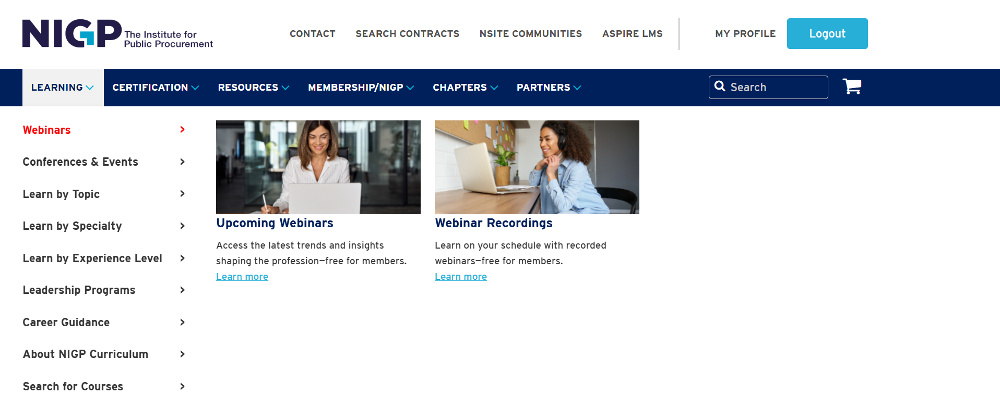 NIGP The Institute for
Public Procurement
CONTACT SEARCH CONTRACTS NSITE COMMUNITIES ASPIRE LMS MY PROFILE Logout
LEARNING CERTIFICATION RESOURCES MEMBERSHIP/NIGP CHAPTERS PARTNERS Search
Webinars
Conferences & Events
Learn by Topic
Learn by Specialty
Learn by Experience Level
Leadership Programs
Career Guidance
About NIGP Curriculum
Search for Courses
Upcoming Webinars
Access the latest trends and insights
shaping the profession—free for members.
Learn more
Webinar Recordings
Learn on your schedule with recorded
webinars—free for members.
Learn more